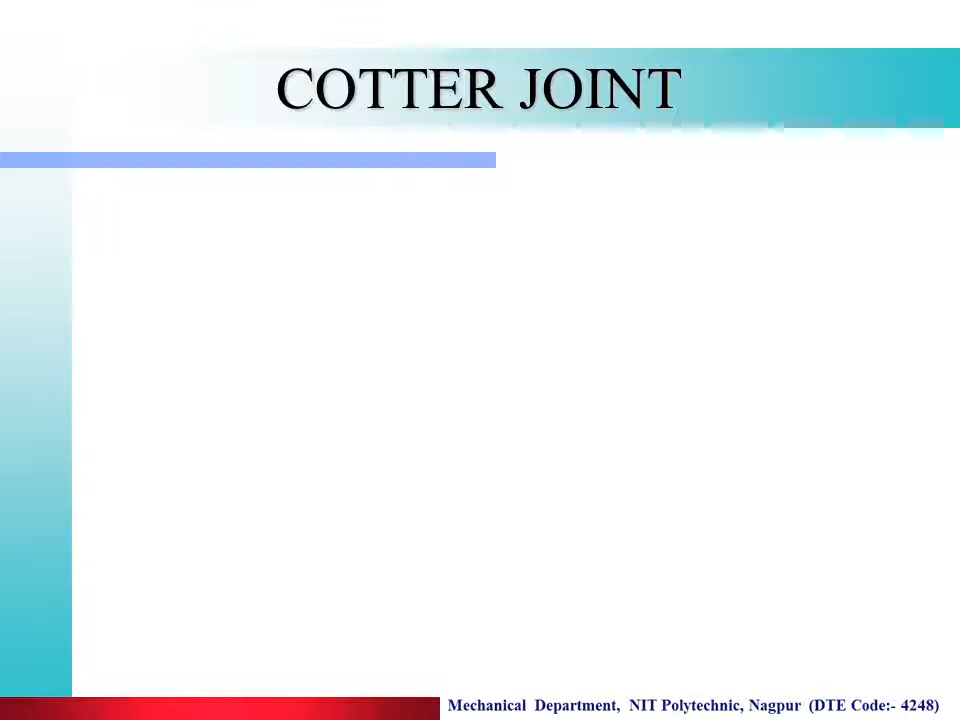 COTTER JOINT
Mechanical Department, NIT Polytechnic, Nagpur (DTE Code:- 4248)